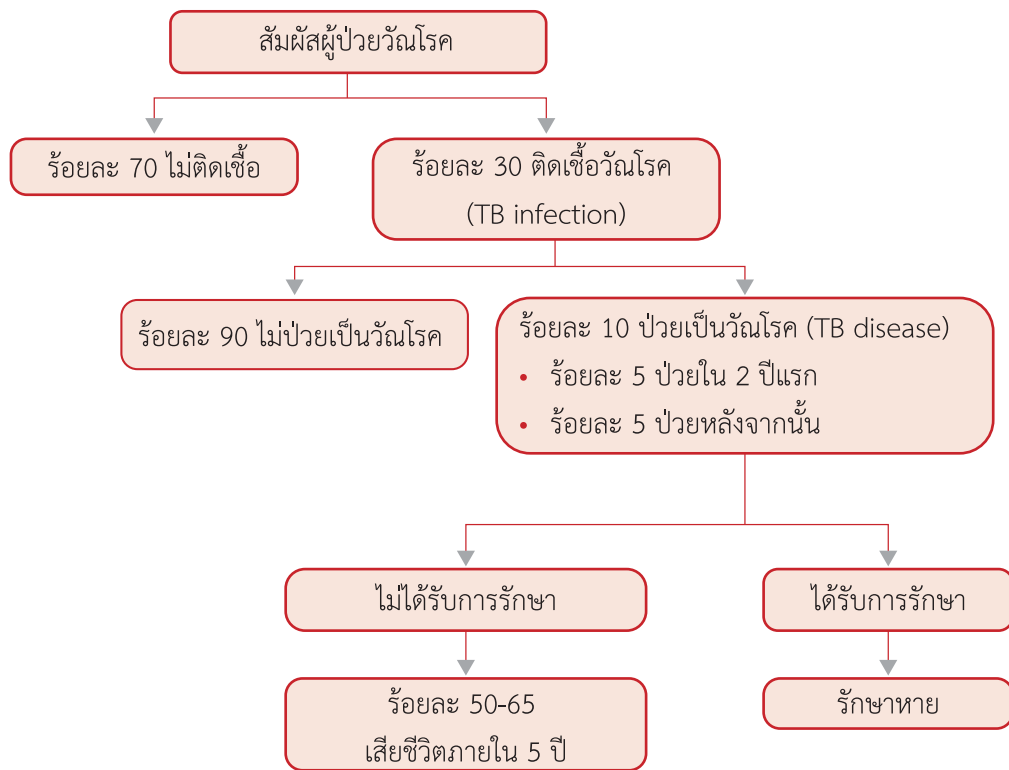 สัมผัสผู้ป่วยวัณโรค
ร้อยละ 70 ไม่ติดเชื้อ
ร้อยละ 30 ติดเชื้อวัณโรค
(TB infection)
ร้อยละ 90 ไม่ป่วยเป็นวัณโรค
ร้อยละ 10 ป่วยเป็นวัณโรค (TB disease)
• ร้อยละ 5 ป่วยใน 2 ปีแรก
• ร้อยละ 5 ป่วยหลังจากนั้น
ไม่ได้รับการรักษา
ได้รับการรักษา
ร้อยละ 50-65
เสียชีวิตภายใน 5 ปี
รักษาหาย